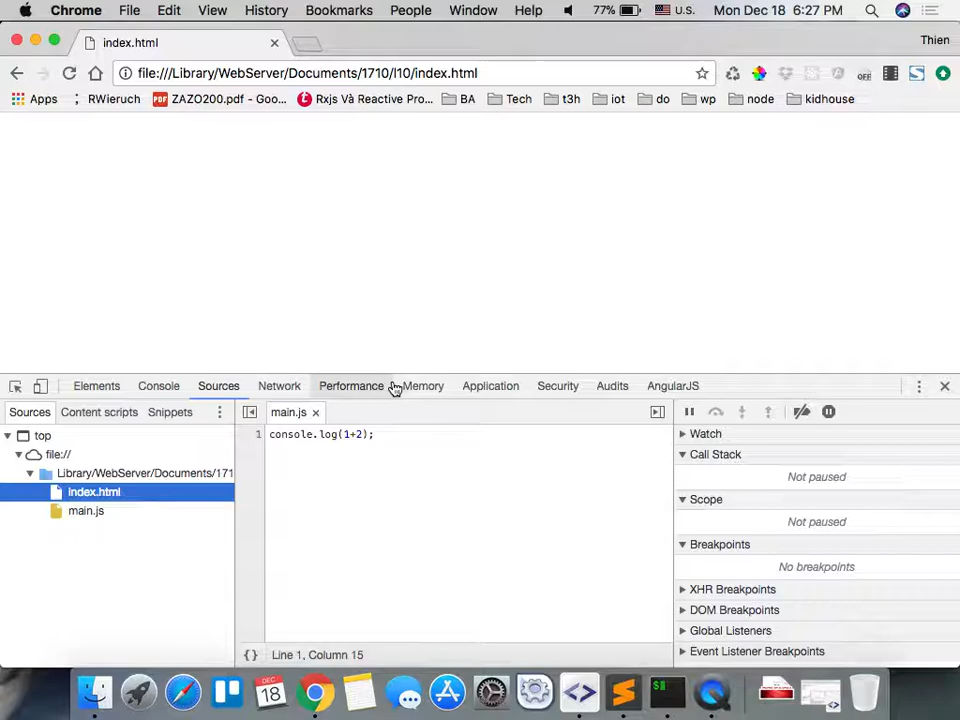 Chrome File Edit View History Bookmarks People Window Help 77% U.S. Mon Dec 18 6:27 PM
index.html Thien
file:///Library/WebServer/Documents/1710/l10/index.html OFF
Apps RWieruch ZAZO200.pdf - Goo... Rxjs Và Reactive Pro... BA Tech t3h iot do wp node kidhouse
Elements Console Sources Network Performance Memory Application Security Audits AngularJS
Sources Content scripts Snippets main.js
top
file://
Library/WebServer/Documents/171
index.html
main.js
1 console.log(1+2);
{} Line 1, Column 15
Watch
Call Stack
Not paused
Scope
Not paused
Breakpoints
No breakpoints
XHR Breakpoints
DOM Breakpoints
Global Listeners
Event Listener Breakpoints
DEC
18